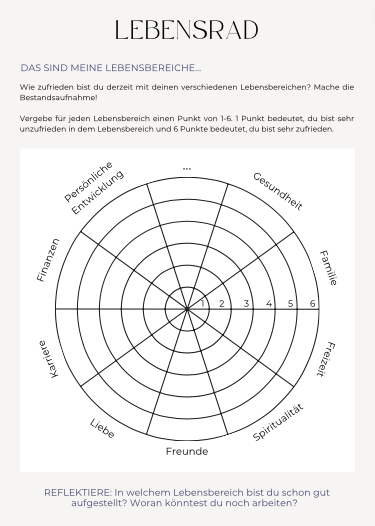 LEBENSRAD
DAS SIND MEINE LEBENSBEREICHE...
Wie zufrieden bist du derzeit mit deinen verschiedenen Lebensbereichen? Mache die
Bestandsaufnahme!
Vergebe für jeden Lebensbereich einen Punkt von 1-6. 1 Punkt bedeutet, du bist sehr
unzufrieden in dem Lebensbereich und 6 Punkte bedeutet, du bist sehr zufrieden.
...
Persönliche
Entwicklung
Gesundheit
Finanzen
Familie
1 2 3 4 5 6
Karriere
Freizeit
Liebe
Spiritualität
Freunde
REFLEKTIERE: In welchem Lebensbereich bist du schon gut
aufgestellt? Woran könntest du noch arbeiten?